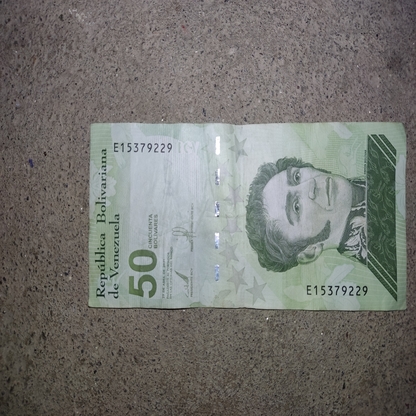 República Bolivariana
de Venezuela
50
CINCUENTA
BOLÍVARES
E15379229
E15379229